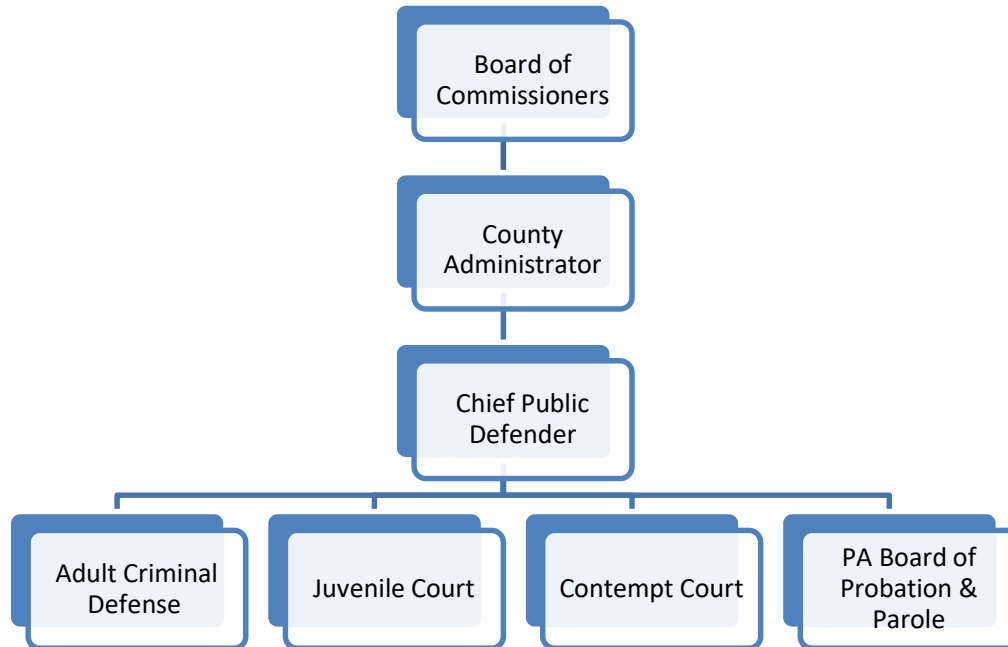 Board of
Commissioners
County
Administrator
Chief Public
Defender
Adult Criminal
Defense
Juvenile Court
Contempt Court
PA Board of
Probation &
Parole